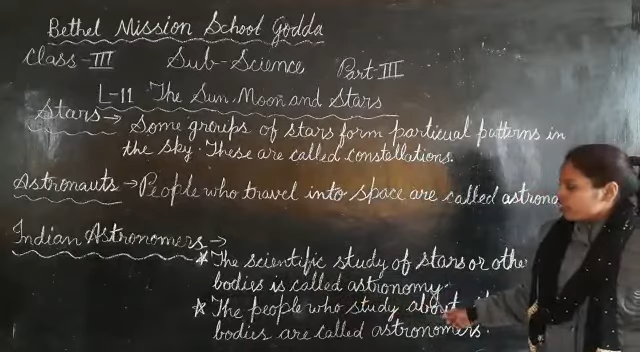 Bethel Mission School Godda
Class-III Sub-Science Part-III
L-11 The Sun, Moon and Stars
Stars→ Some groups of stars form particual patterns in
the sky. These are called constellations.
Astronauts→People who travel into space are called astrona
Indian Astronomers→
* The scientific study of stars or othe
bodies is called astronomy.
* The people who study about
bodies are called astronomers.